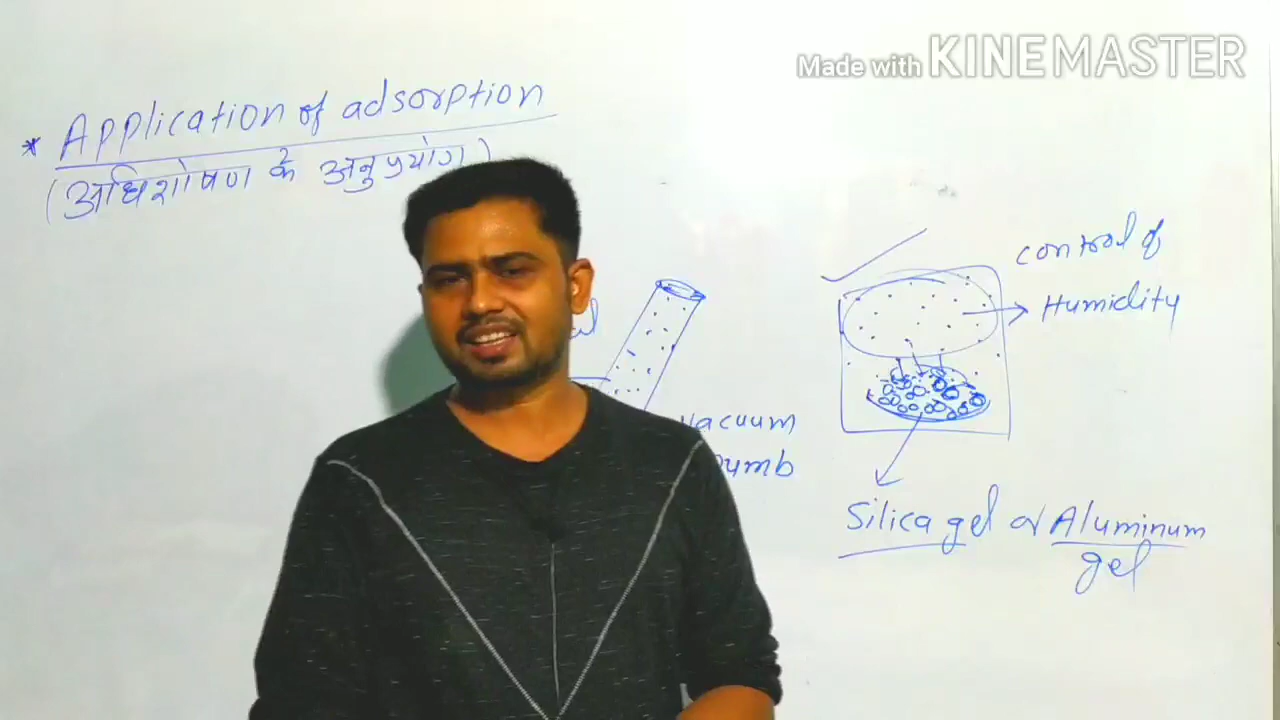 Made with KINEMASTER
* Application of adsorption
(अधिशोषण के अनुप्रयोग)
control of
Humidity
Vacuum
Silica gel or Aluminum
gel